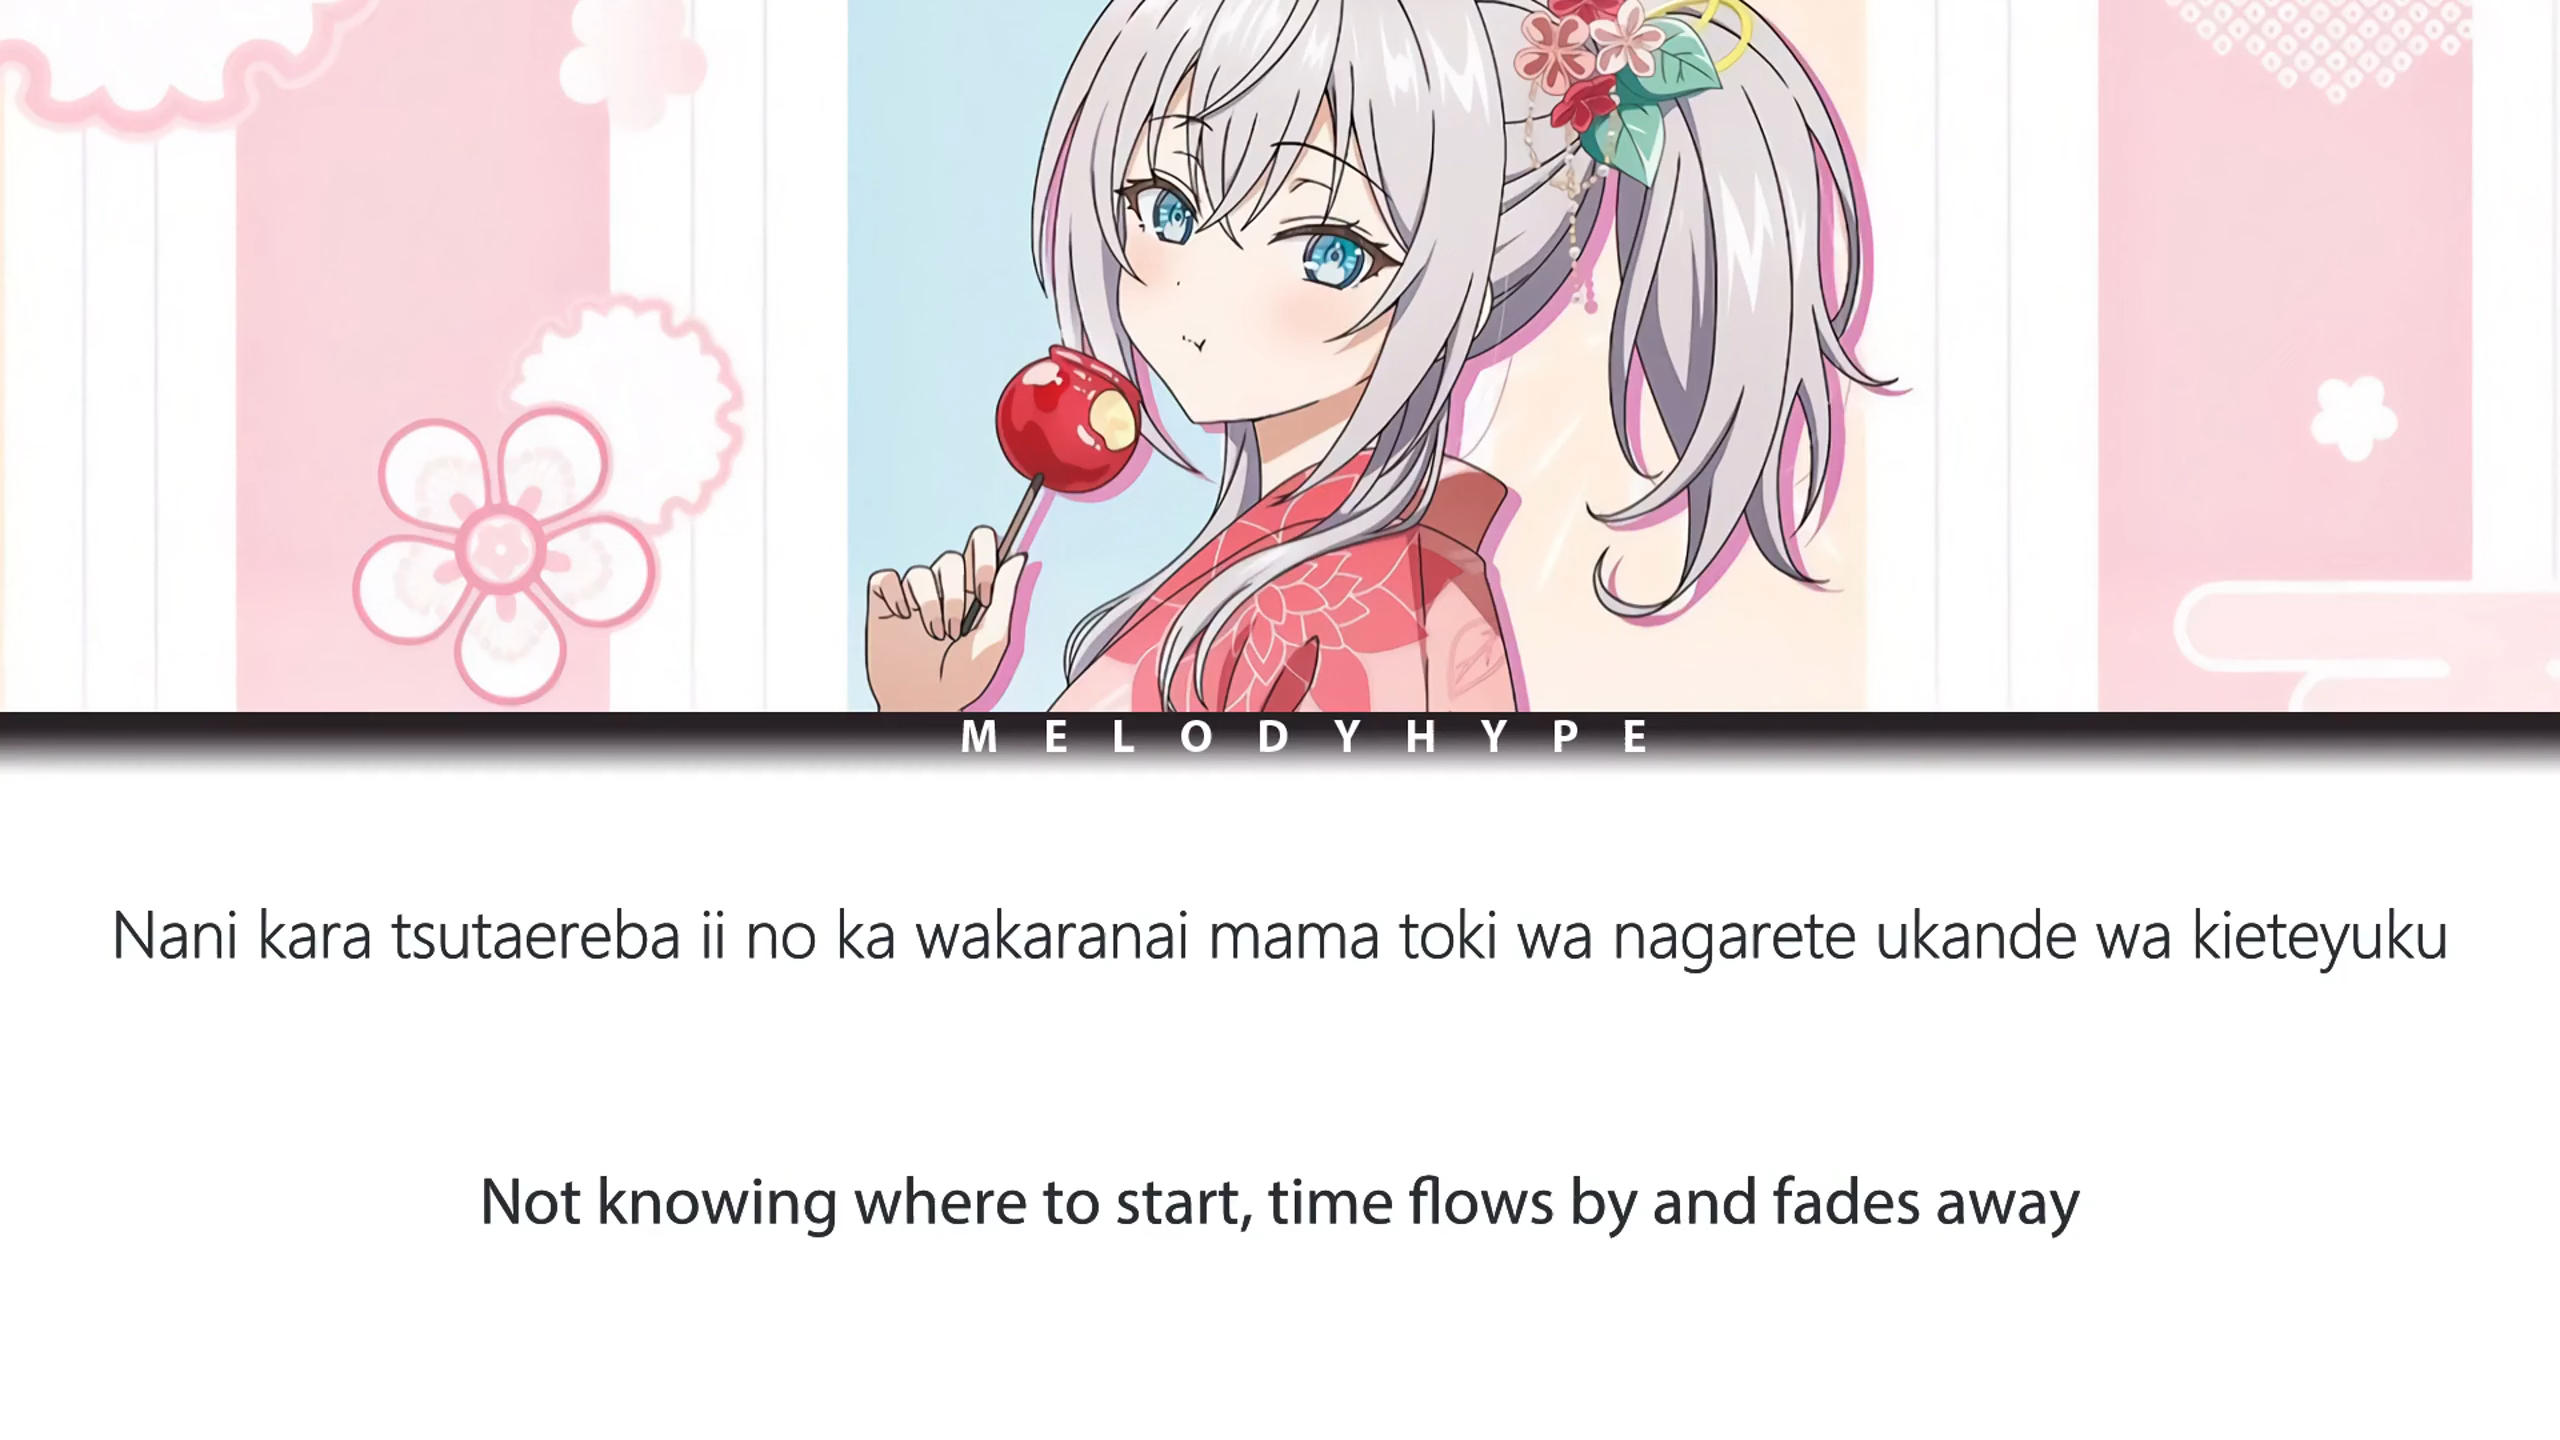 MELODYHYPE
Nani kara tsutaereba ii no ka wakaranai mama toki wa nagarete ukande wa kieteyuku
Not knowing where to start, time flows by and fades away